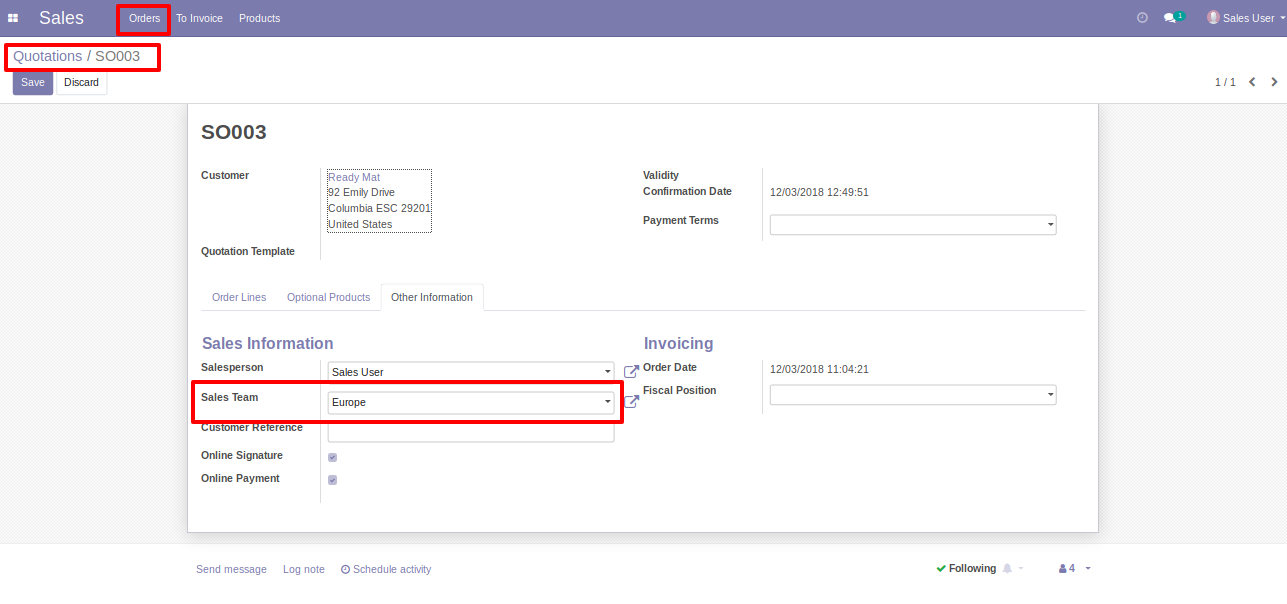 Sales Orders To Invoice Products 1 Sales User
Quotations / SO003
Save Discard 1 / 1
SO003
Customer Ready Mat Validity
92 Emily Drive Confirmation Date 12/03/2018 12:49:51
Columbia ESC 29201
United States Payment Terms
Quotation Template
Order Lines Optional Products Other Information
Sales Information Invoicing
Salesperson Sales User Order Date 12/03/2018 11:04:21
Sales Team Europe Fiscal Position
Customer Reference
Online Signature
Online Payment
Send message Log note Schedule activity Following 4